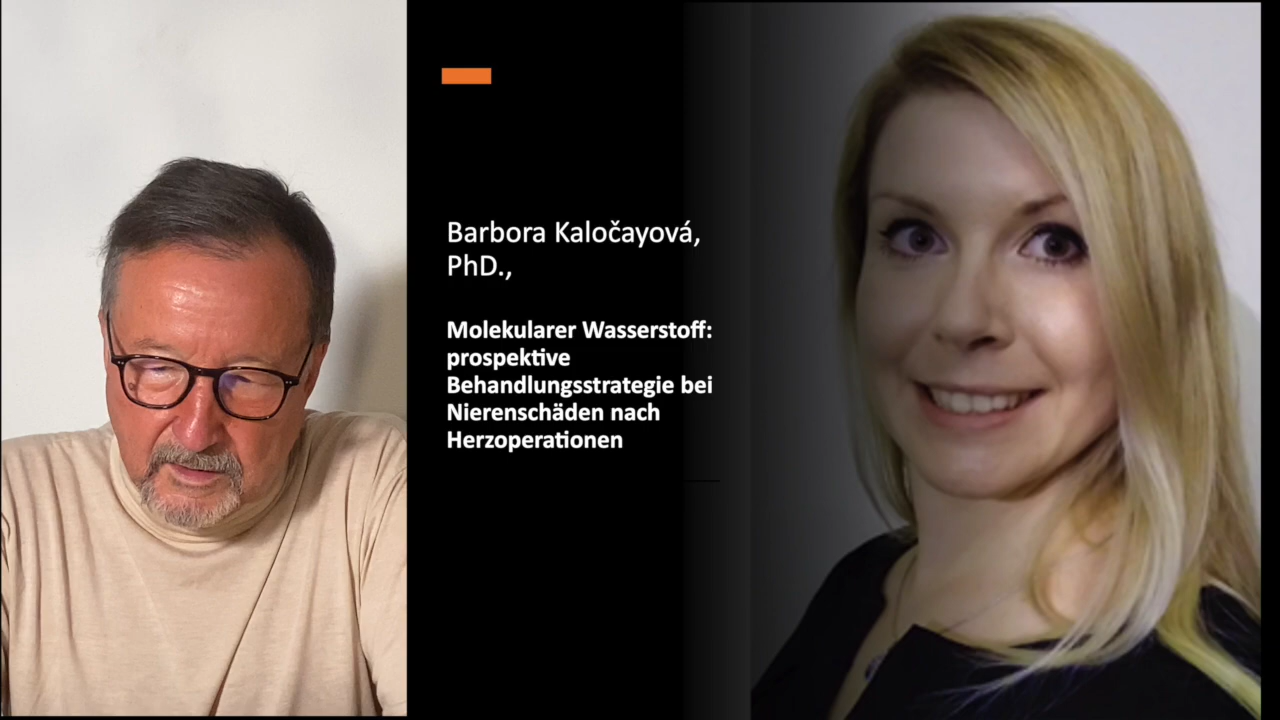 Barbora Kaločayová,
PhD.,
Molekularer Wasserstoff:
prospektive
Behandlungsstrategie bei
Nierenschäden nach
Herzoperationen